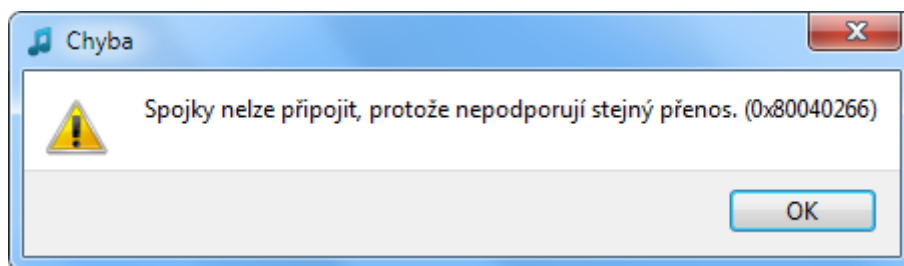 Chyba
Spojky nelze připojit, protože nepodporují stejný přenos. (0x80040266)
OK